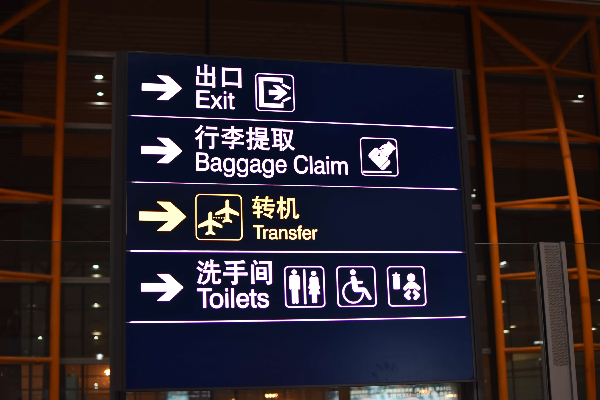 出口
Exit
行李提取
Baggage Claim
转机
Transfer
洗手间
Toilets